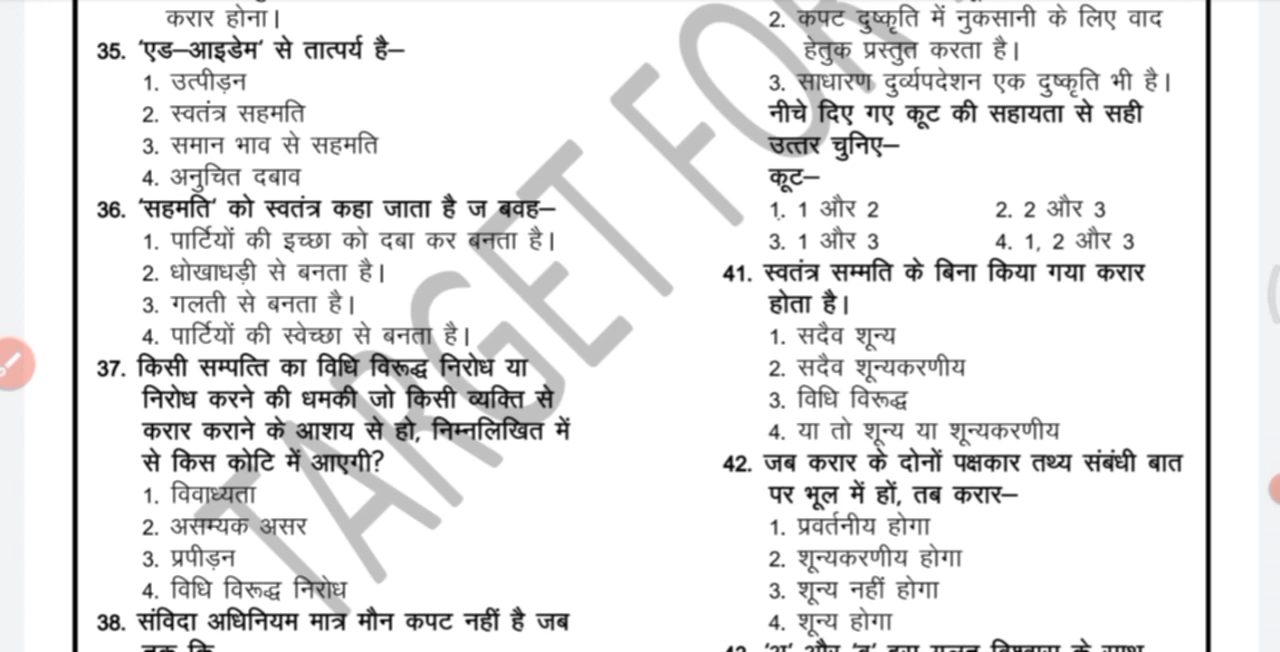 करार होना।
35. 'एड–आइडेम' से तात्पर्य है–
1. उत्पीड़न
2. स्वतंत्र सहमति
3. समान भाव से सहमति
4. अनुचित दबाव
36. 'सहमति' को स्वतंत्र कहा जाता है ज बवह–
1. पार्टियों की इच्छा को दबा कर बनता है।
2. धोखाधड़ी से बनता है।
3. गलती से बनता है।
4. पार्टियों की स्वेच्छा से बनता है।
37. किसी सम्पत्ति का विधि विरूद्ध निरोध या
निरोध करने की धमकी जो किसी व्यक्ति से
करार कराने के आशय से हो, निम्नलिखित में
से किस कोटि में आएगी?
1. विवाध्यता
2. असम्यक असर
3. प्रपीड़न
4. विधि विरूद्ध निरोध
38. संविदा अधिनियम मात्र मौन कपट नहीं है जब
तक कि
2. कपट दुष्कृति में नुकसानी के लिए वाद
हेतुक प्रस्तुत करता है।
3. साधारण दुर्व्यपदेशन एक दुष्कृति भी है।
नीचे दिए गए कूट की सहायता से सही
उत्तर चुनिए–
कूट–
1. 1 और 2 2. 2 और 3
3. 1 और 3 4. 1, 2 और 3
41. स्वतंत्र सम्मति के बिना किया गया करार
होता है।
1. सदैव शून्य
2. सदैव शून्यकरणीय
3. विधि विरूद्ध
4. या तो शून्य या शून्यकरणीय
42. जब करार के दोनों पक्षकार तथ्य संबंधी बात
पर भूल में हों, तब करार–
1. प्रवर्तनीय होगा
2. शून्यकरणीय होगा
3. शून्य नहीं होगा
4. शून्य होगा
43. 'अ' और 'ब' इस गलत विश्वास के साथ
TARGET FOR